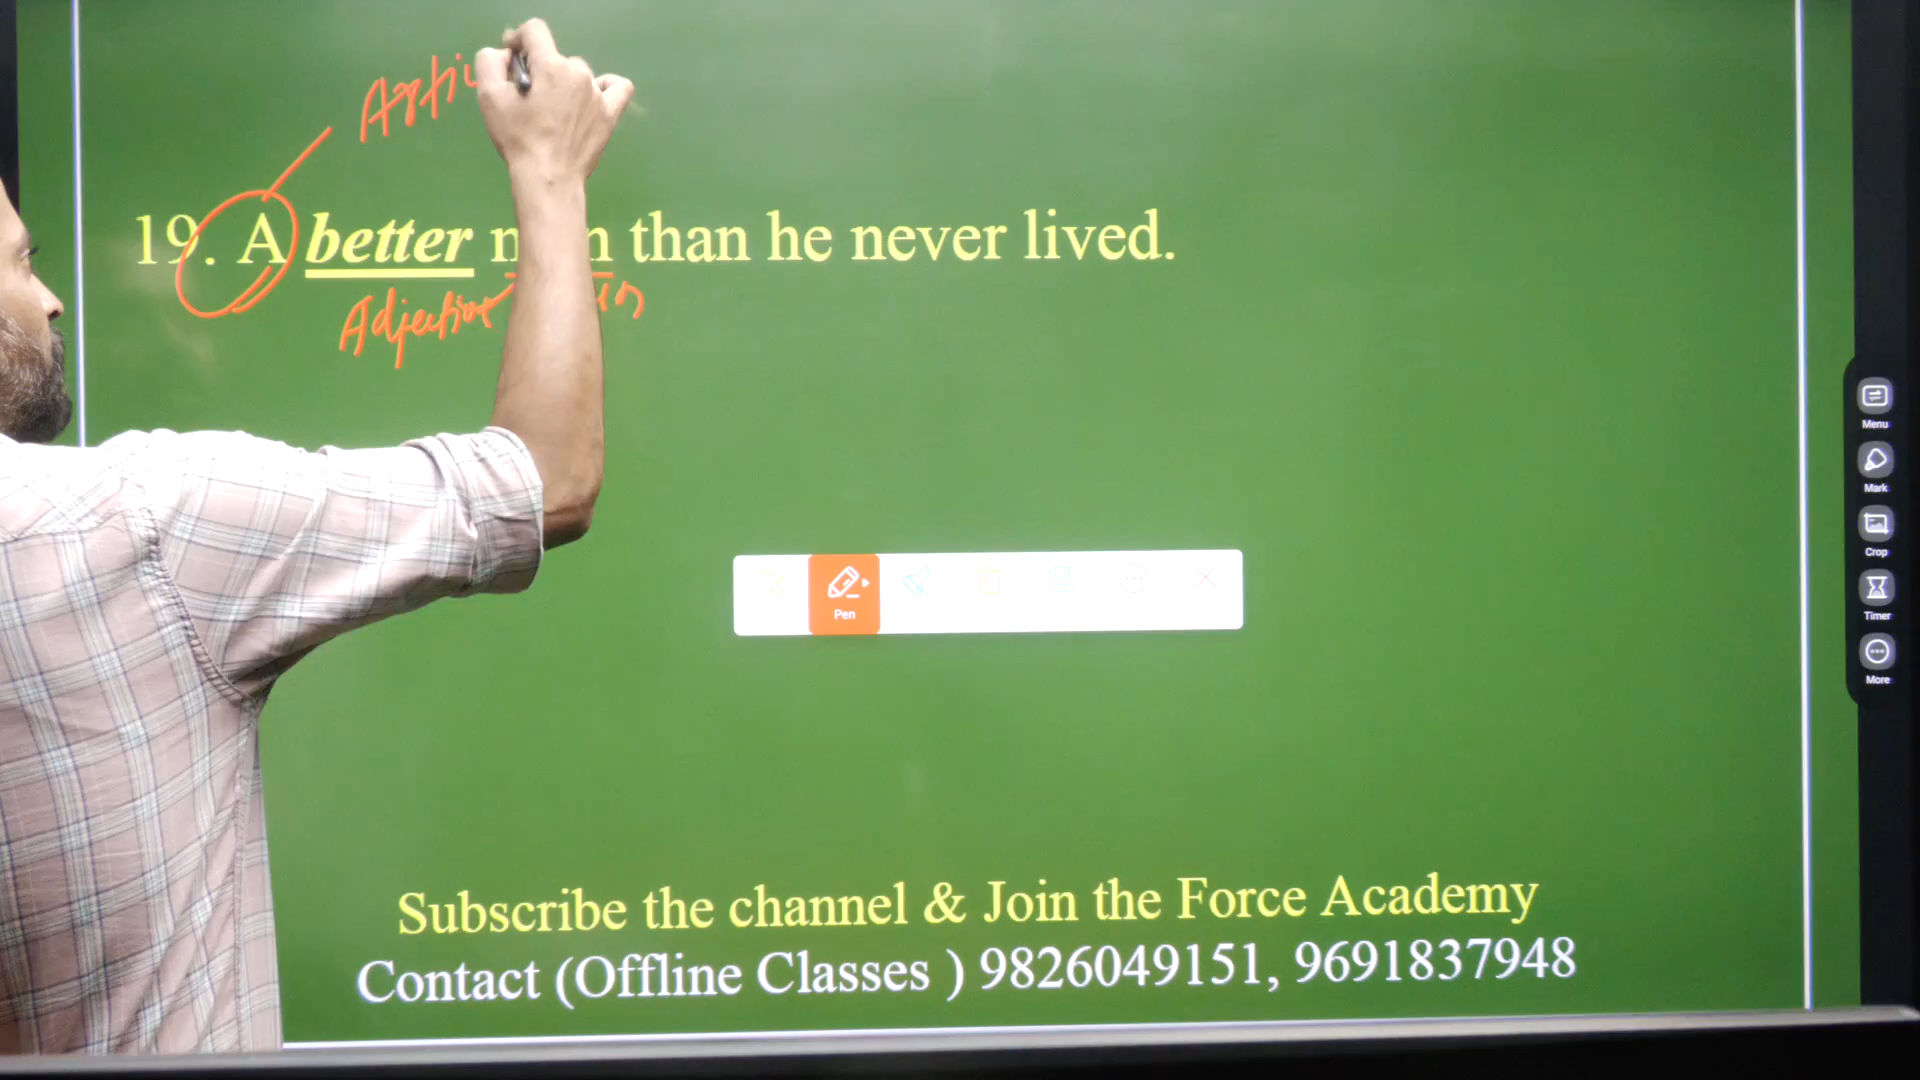 19. A better than he never lived.
Adjective
Subscribe the channel & Join the Force Academy
Contact (Offline Classes ) 9826049151, 9691837948
Pen
Menu
Mark
Crop
Timer
More